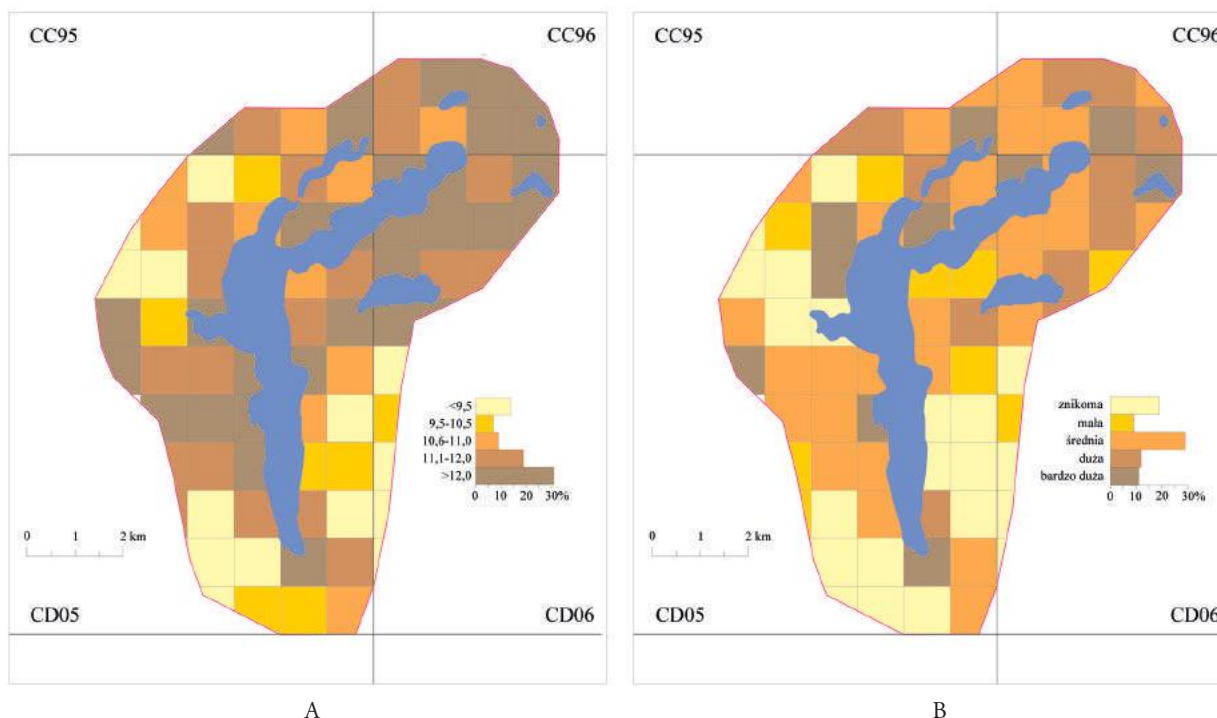 CC95 CC96
<9,5
9,5-10,5
10,6-11,0
11,1-12,0
>12,0
0 10 20 30%
0 1 2 km
CD05 CD06
A
CC95 CC96
znikoma
mała
średnia
duża
bardzo duża
0 10 20 30%
0 1 2 km
CD05 CD06
B